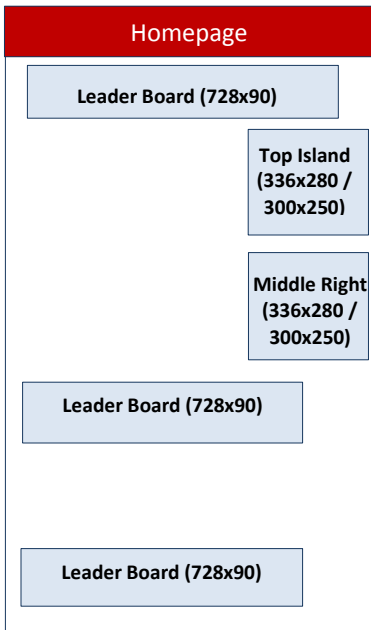 Homepage
Leader Board (728x90)
Top Island
(336x280 /
300x250)
Middle Right
(336x280 /
300x250)
Leader Board (728x90)
Leader Board (728x90)